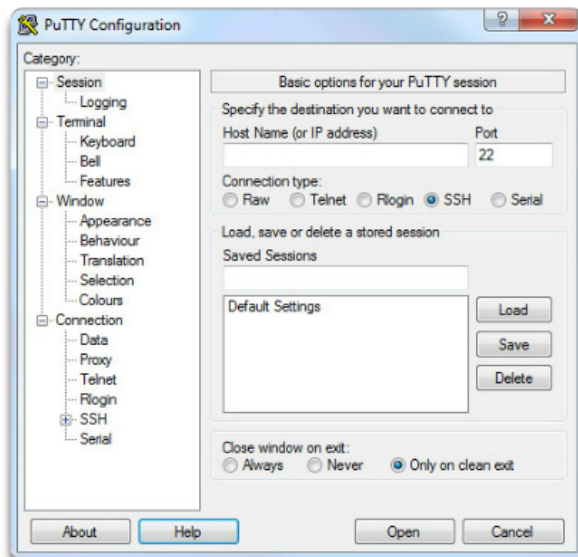 PuTTY Configuration
Category:
Session
Logging
Terminal
Keyboard
Bell
Features
Window
Appearance
Behaviour
Translation
Selection
Colours
Connection
Data
Proxy
Telnet
Rlogin
SSH
Serial
Basic options for your PuTTY session
Specify the destination you want to connect to
Host Name (or IP address) Port
22
Connection type:
Raw Telnet Rlogin SSH Serial
Load, save or delete a stored session
Saved Sessions
Default Settings
Load
Save
Delete
Close window on exit:
Always Never Only on clean exit
About Help Open Cancel